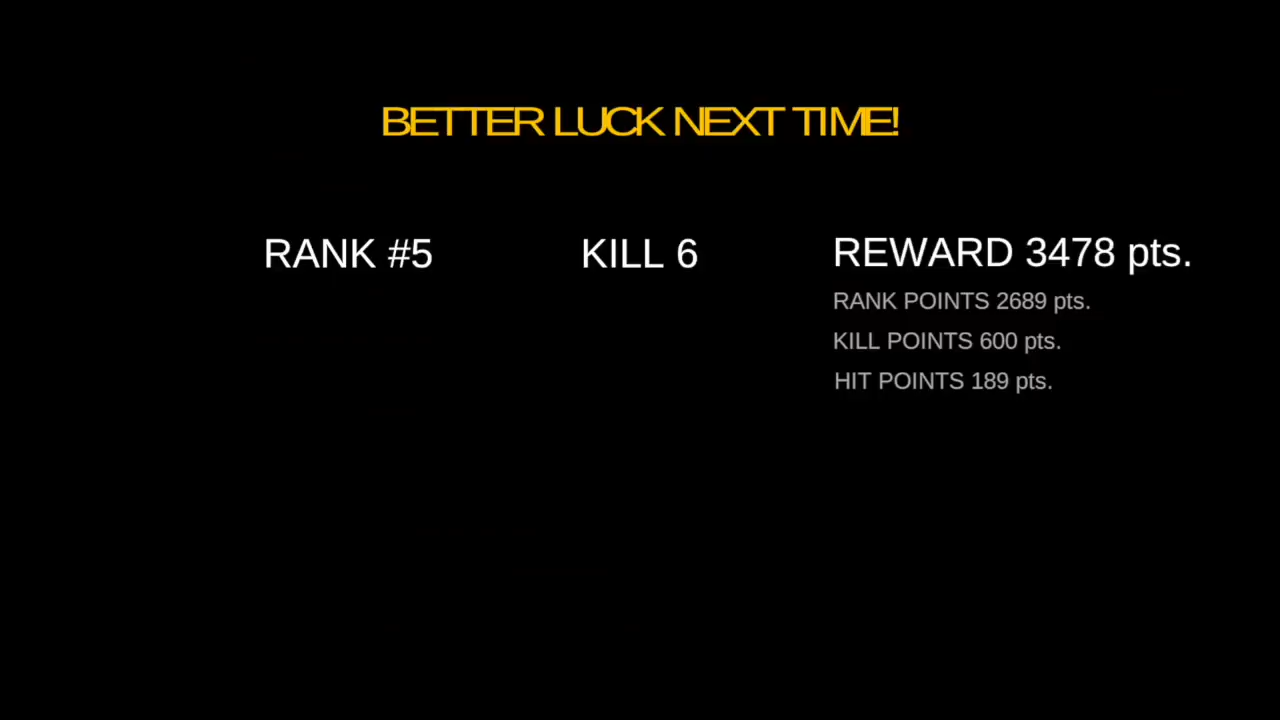 BETTER LUCK NEXT TIME!
RANK #5
KILL 6
REWARD 3478 pts.
RANK POINTS 2689 pts.
KILL POINTS 600 pts.
HIT POINTS 189 pts.